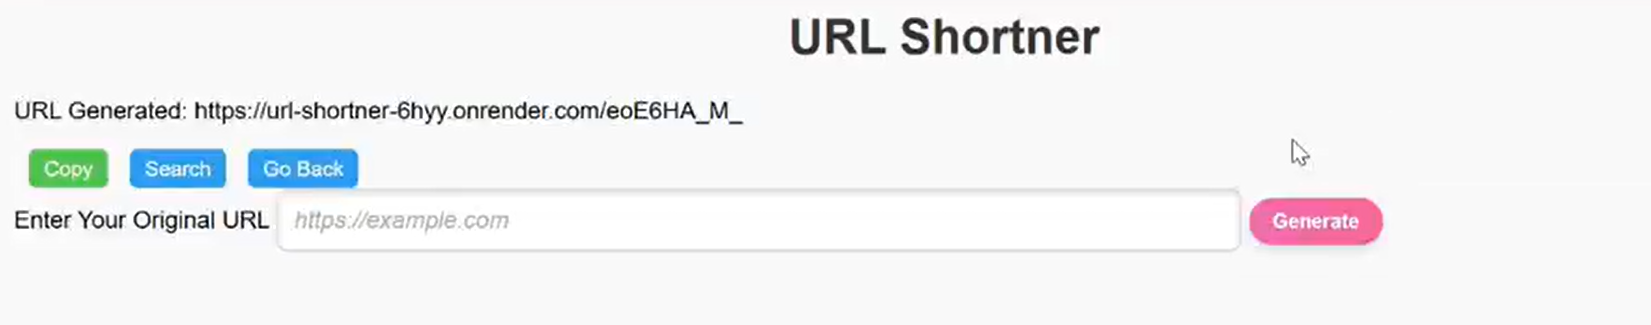 URL Shortner
URL Generated: https://url-shortner-6hyy.onrender.com/eoE6HA_M_
Copy Search Go Back
Enter Your Original URL https://example.com Generate